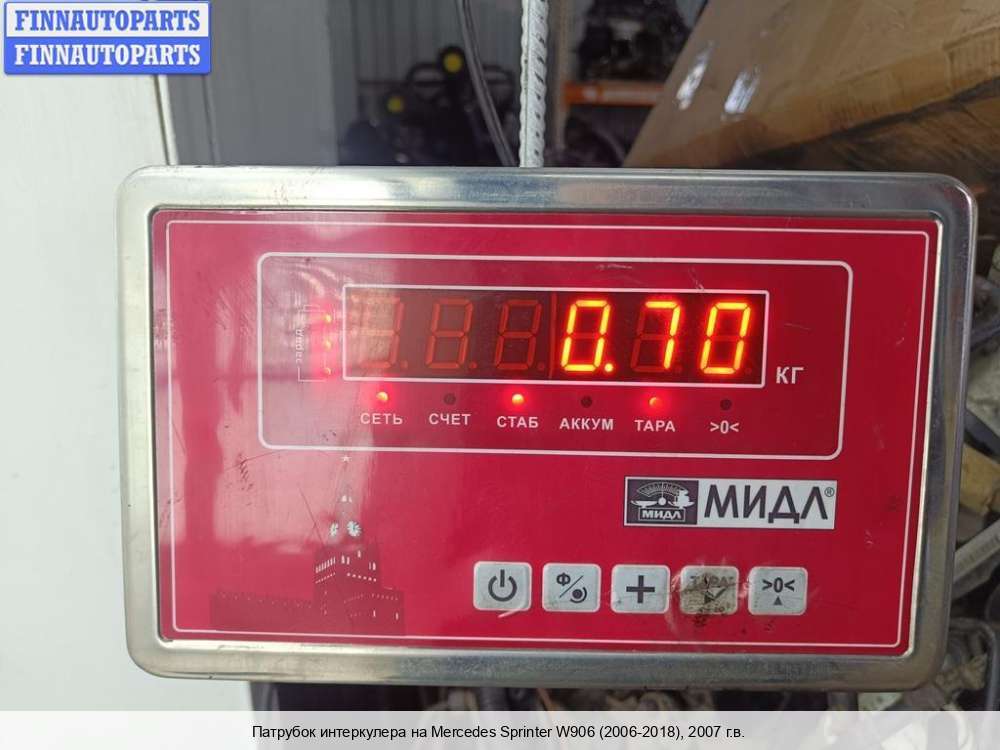 FINNAUTOPARTS
FINNAUTOPARTS
заряд
0.70
КГ
СЕТЬ СЧЕТ СТАБ АККУМ ТАРА >0<
МИДЛ МИДЛ®
Ф + ТАРА >0<
Патрубок интеркулера на Mercedes Sprinter W906 (2006-2018), 2007 г.в.